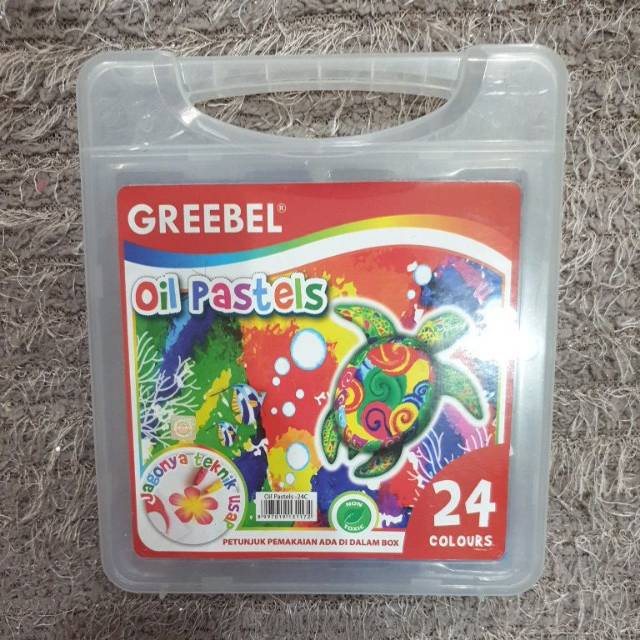 GREEBEL®
Oil Pastels
Jagonya teknik usap
Oil Pastels -24C
NON
TOXIC
24
COLOURS
PETUNJUK PEMAKAIAN ADA DI DALAM BOX